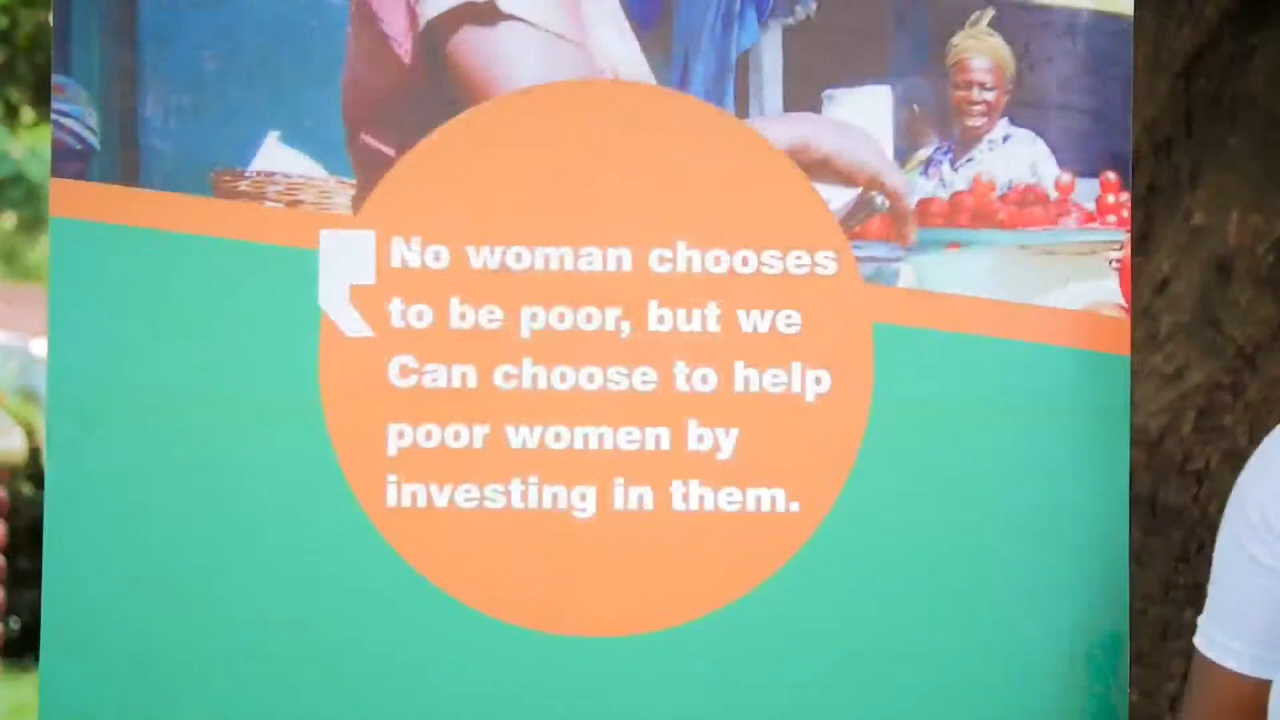 No woman chooses
to be poor, but we
Can choose to help
poor women by
investing in them.